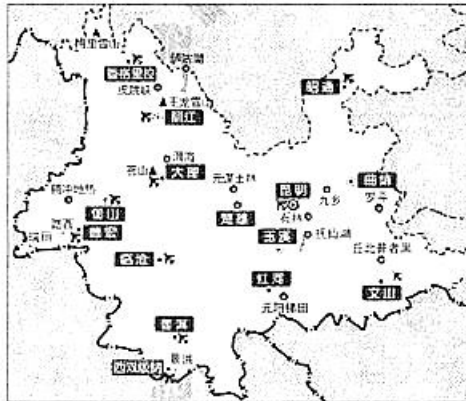 梅里雪山
香格里拉
泸沽湖
虎跳峡
玉龙雪山
丽江
昭通
洱海
苍山
大理
元谋土林
昆明
九乡
曲靖
罗平
腾冲地热
保山
楚雄
石林
瑞丽
德宏
玉溪
抚仙湖
丘北普者黑
临沧
红河
元阳梯田
文山
普洱
景洪
西双版纳